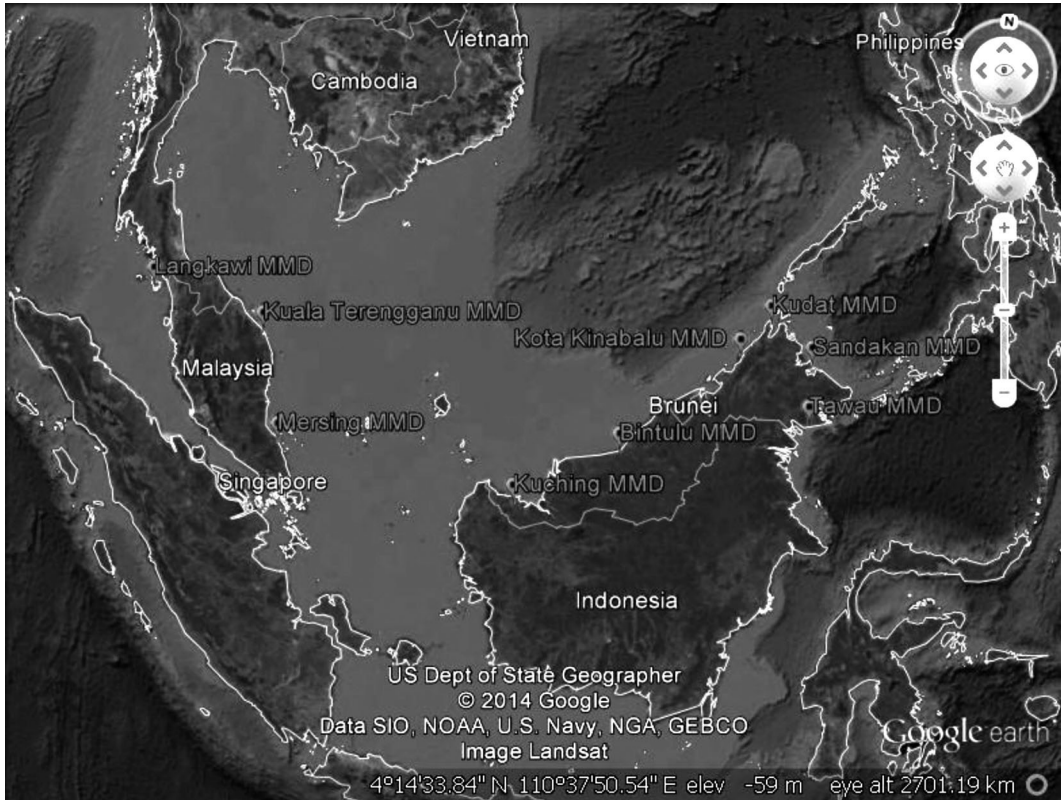 Vietnam
Philippines
N
Cambodia
Langkawi MMD
Kuala Terengganu MMD
Kudat MMD
Kota Kinabalu MMD
Sandakan MMD
Malaysia
Brunei
Tawau MMD
Mersing MMD
Bintulu MMD
Singapore
Kuching MMD
Indonesia
US Dept of State Geographer
© 2014 Google
Data SIO, NOAA, U.S. Navy, NGA, GEBCO
Image Landsat
Google earth
4°14'33.84" N 110°37'50.54" E elev -59 m eye alt 2701.19 km